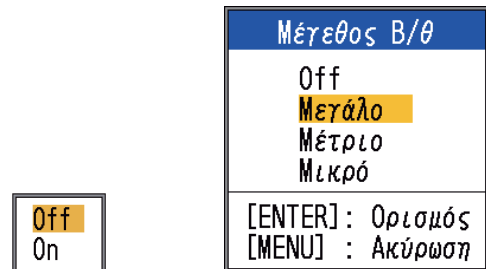 Μέγεθος Β/θ
Off
Μεγάλο
Μέτριο
Μικρό
[ENTER]: Ορισμός
[MENU] : Ακύρωση
Off
On